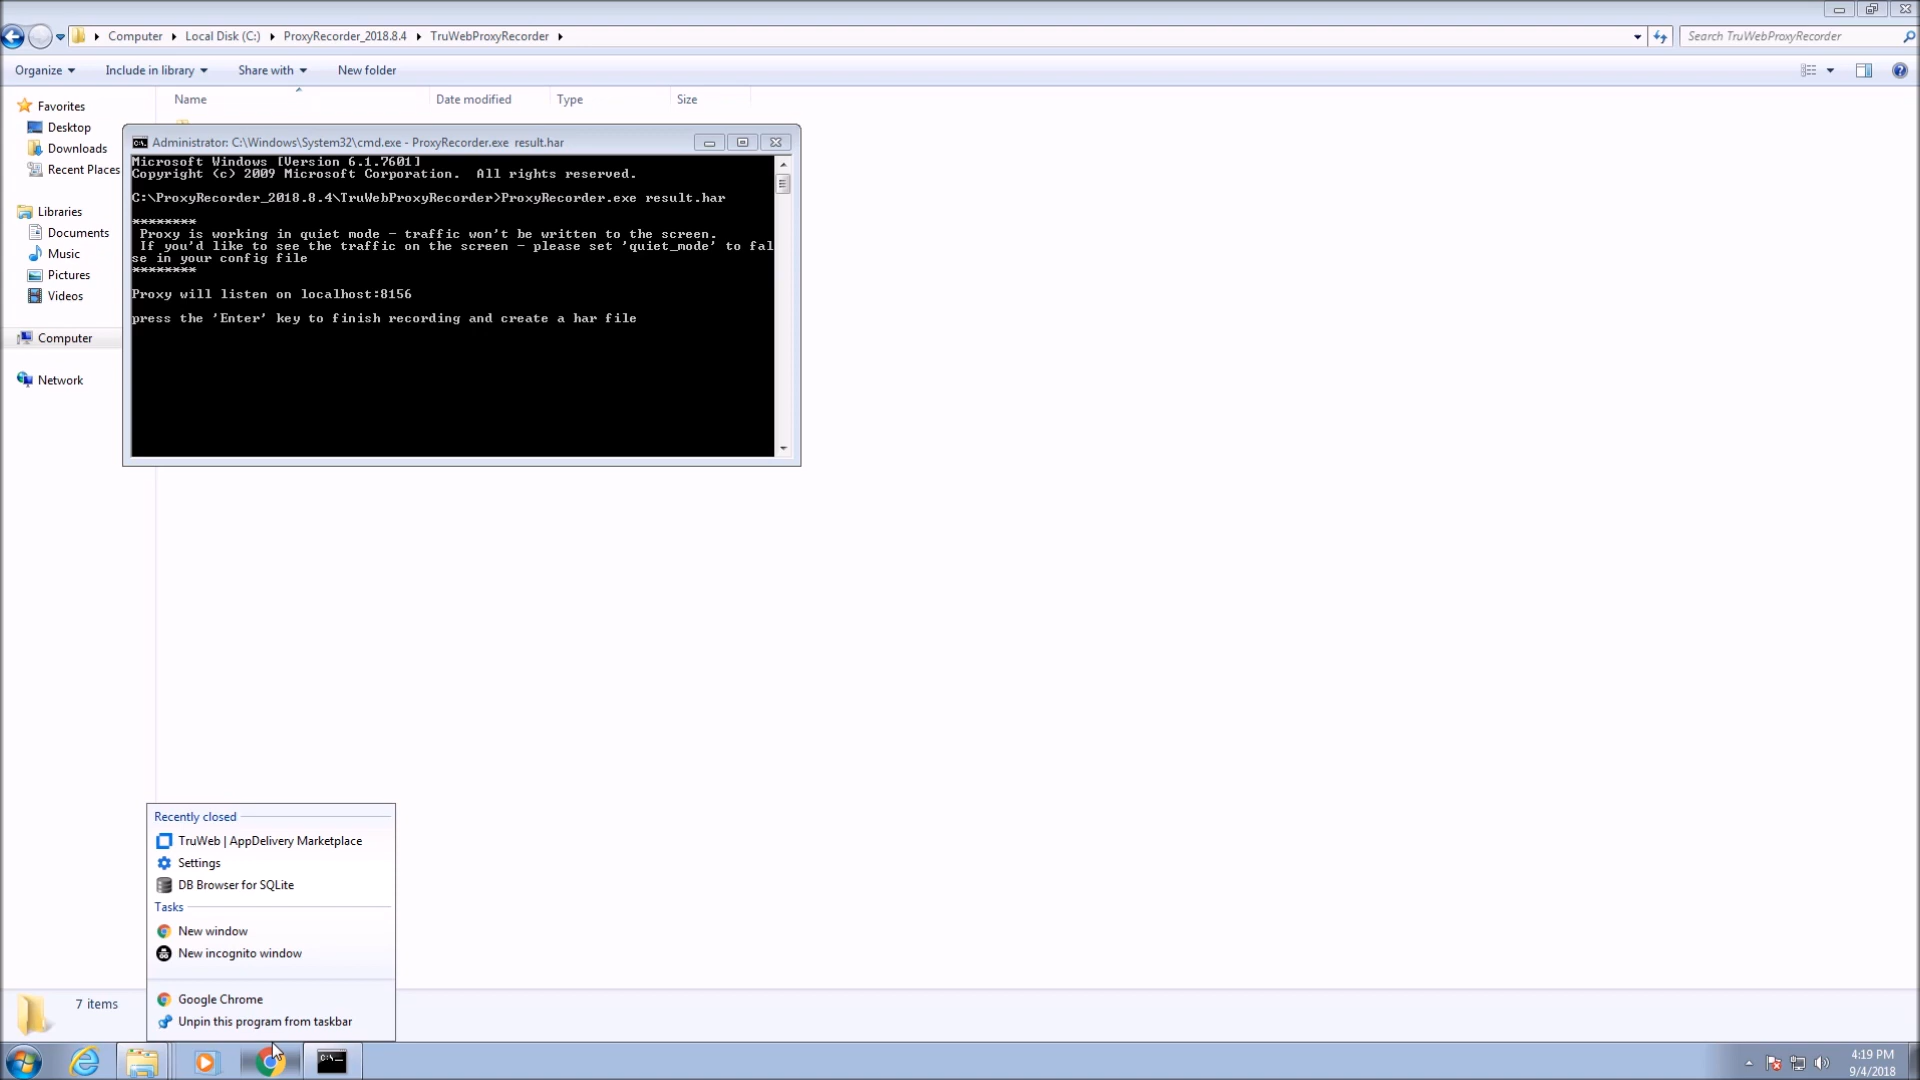 Computer Local Disk (C:) ProxyRecorder_2018.8.4 TruWebProxyRecorder
Search TruWebProxyRecorder
Organize Include in library Share with New folder
Name Date modified Type Size
Favorites
Desktop
Downloads
Recent Places
Libraries
Documents
Music
Pictures
Videos
Computer
Network
Administrator: C:\Windows\System32\cmd.exe - ProxyRecorder.exe result.har
Microsoft Windows [Version 6.1.7601]
Copyright (c) 2009 Microsoft Corporation. All rights reserved.
C:\ProxyRecorder_2018.8.4\TruWebProxyRecorder>ProxyRecorder.exe result.har
********
Proxy is working in quiet mode - traffic won't be written to the screen.
If you'd like to see the traffic on the screen - please set 'quiet_mode' to fal
se in your config file
********
Proxy will listen on localhost:8156
press the 'Enter' key to finish recording and create a har file
Recently closed
TruWeb | AppDelivery Marketplace
Settings
DB Browser for SQLite
Tasks
New window
New incognito window
Google Chrome
Unpin this program from taskbar
7 items
4:19 PM
9/4/2018